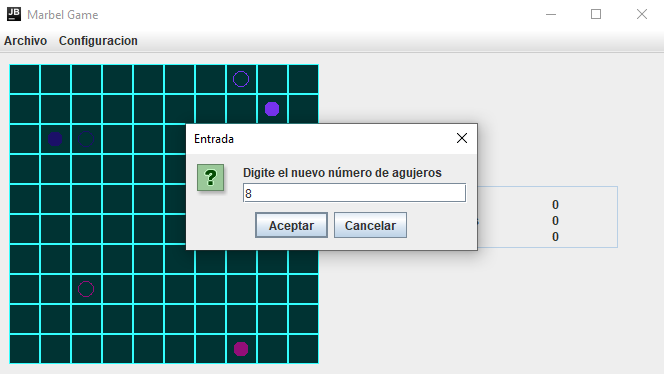 JB Marbel Game
Archivo Configuracion
Entrada
? Digite el nuevo número de agujeros
8
Aceptar Cancelar
0
s 0
0